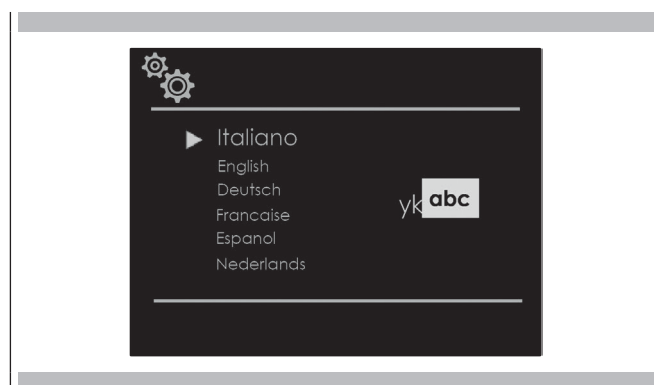 Italiano
English
Deutsch
Francaise
yk abc
Espanol
Nederlands